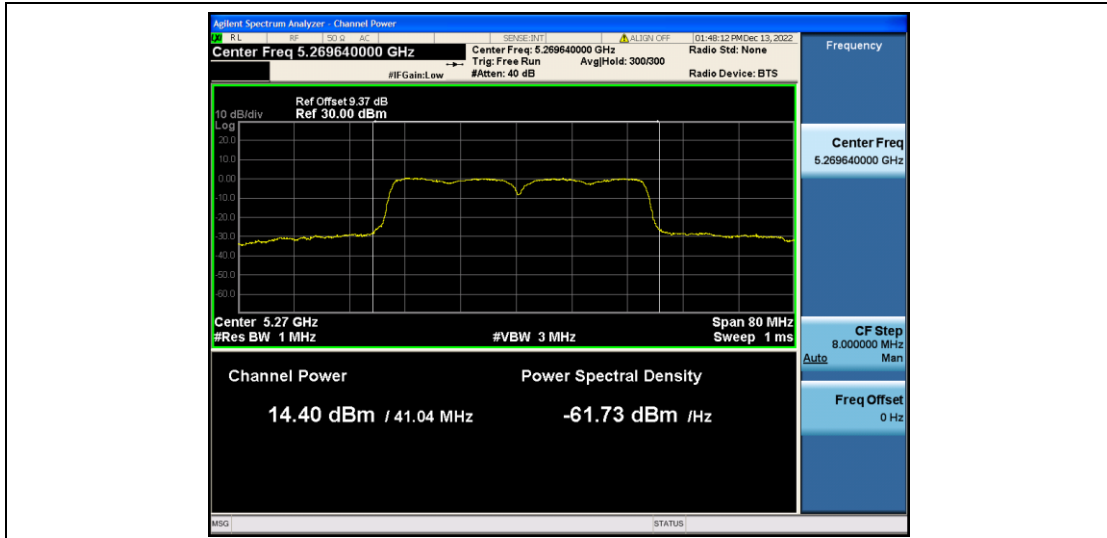 Agilent Spectrum Analyzer - Channel Power
RL RF 50 Ω AC SENSE:INT ALIGN OFF 01:48:12 PM Dec 13, 2022
Center Freq 5.269640000 GHz
Center Freq: 5.269640000 GHz
Radio Std: None
Trig: Free Run Avg|Hold: 300/300
#IFGain:Low
#Atten: 40 dB
Radio Device: BTS
Ref Offset 9.37 dB
10 dB/div Ref 30.00 dBm
Log
20.0
10.0
0.00
-10.0
-20.0
-30.0
-40.0
-50.0
-60.0
Center 5.27 GHz Span 80 MHz
#Res BW 1 MHz #VBW 3 MHz Sweep 1 ms
Channel Power Power Spectral Density
14.40 dBm / 41.04 MHz -61.73 dBm /Hz
Frequency
Center Freq
5.269640000 GHz
CF Step
8.000000 MHz
Auto Man
Freq Offset
0 Hz
MSG STATUS